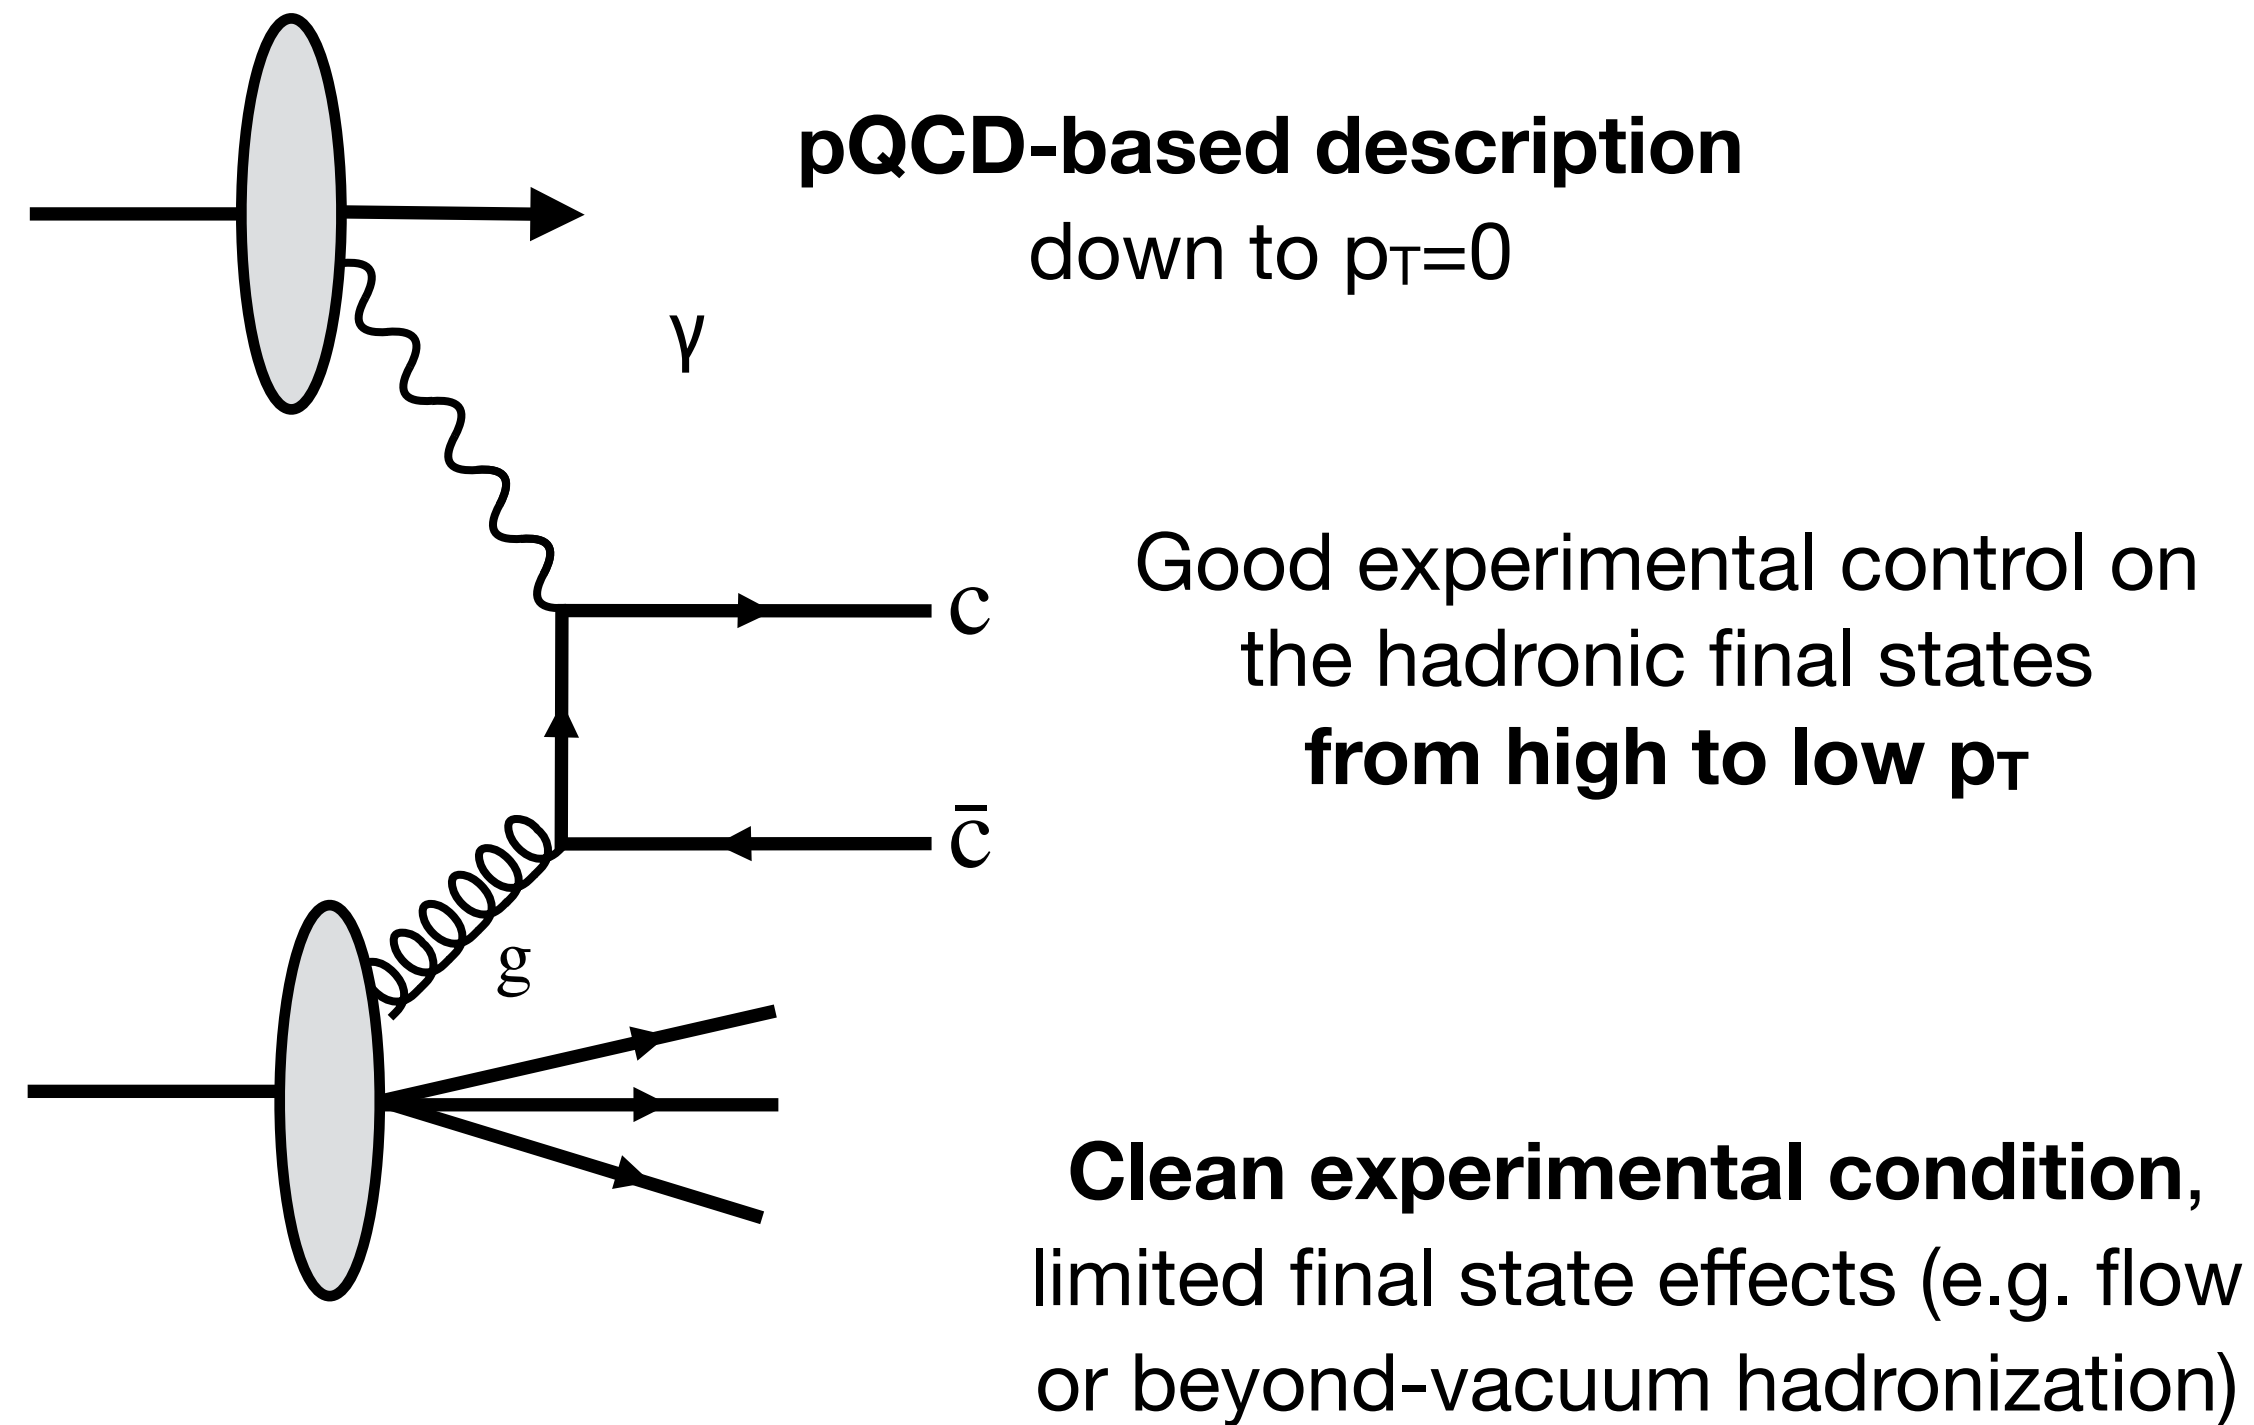 pQCD-based description
down to pT=0
γ
Good experimental control on
the hadronic final states
from high to low pT
c
c̄
g
Clean experimental condition,
limited final state effects (e.g. flow
or beyond-vacuum hadronization)